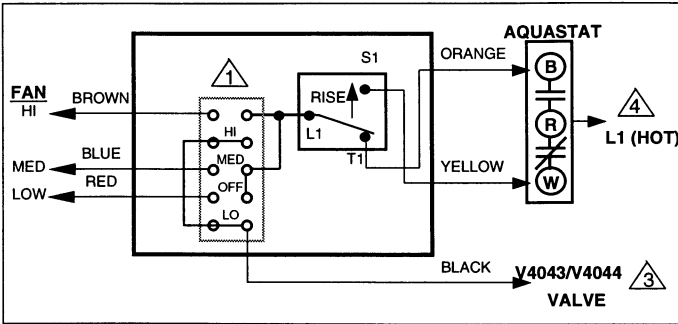 AQUASTAT
S1
ORANGE
B
FAN
HI
BROWN
1
RISE
4
R
L1
L1 (HOT)
HI
T1
MED
BLUE
MED
YELLOW
W
LOW
RED
OFF
LO
BLACK
V4043/V4044
VALVE
3